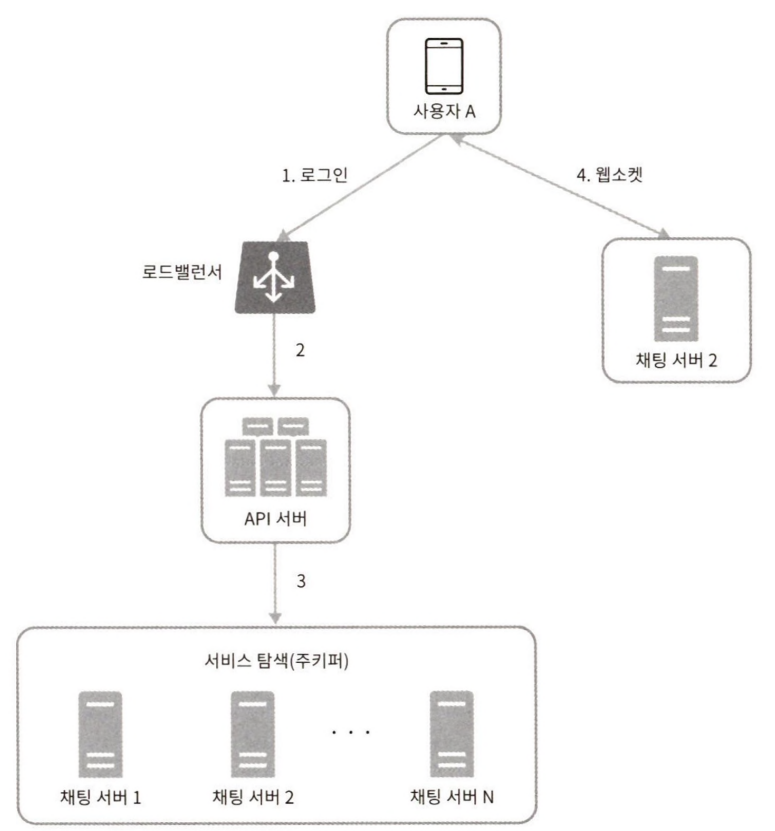 사용자 A
1. 로그인
4. 웹소켓
로드밸런서
2
채팅 서버 2
API 서버
3
서비스 탐색(주키퍼)
. . .
채팅 서버 1
채팅 서버 2
채팅 서버 N